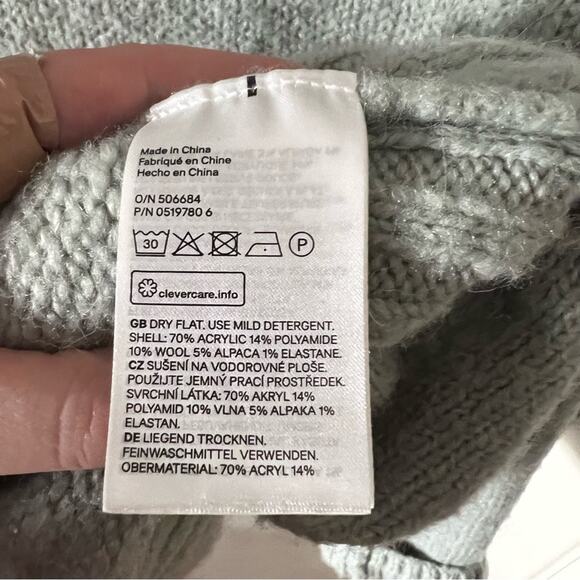 Made in China
Fabriqué en Chine
Hecho en China
O/N 506684
P/N 0519780 6
30 P
clevercare.info
GB DRY FLAT. USE MILD DETERGENT.
SHELL: 70% ACRYLIC 14% POLYAMIDE
10% WOOL 5% ALPACA 1% ELASTANE.
CZ SUŠENÍ NA VODOROVNÉ PLOŠE.
POUŽIJTE JEMNÝ PRACÍ PROSTŘEDEK.
SVRCHNÍ LÁTKA: 70% AKRYL 14%
POLYAMID 10% VLNA 5% ALPAKA 1%
ELASTAN.
DE LIEGEND TROCKNEN.
FEINWASCHMITTEL VERWENDEN.
OBERMATERIAL: 70% ACRYL 14%